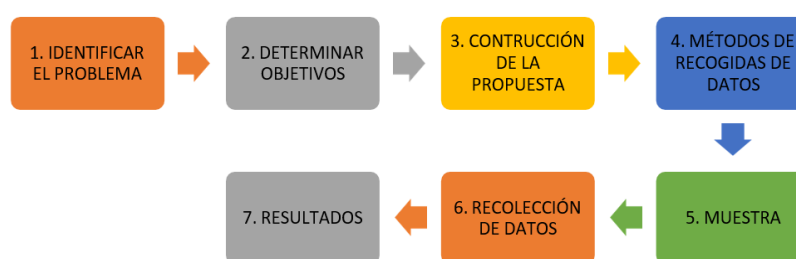 1. IDENTIFICAR
EL PROBLEMA
2. DETERMINAR
OBJETIVOS
3. CONTRUCCIÓN
DE LA
PROPUESTA
4. MÉTODOS DE
RECOGIDAS DE
DATOS
5. MUESTRA
6. RECOLECCIÓN
DE DATOS
7. RESULTADOS